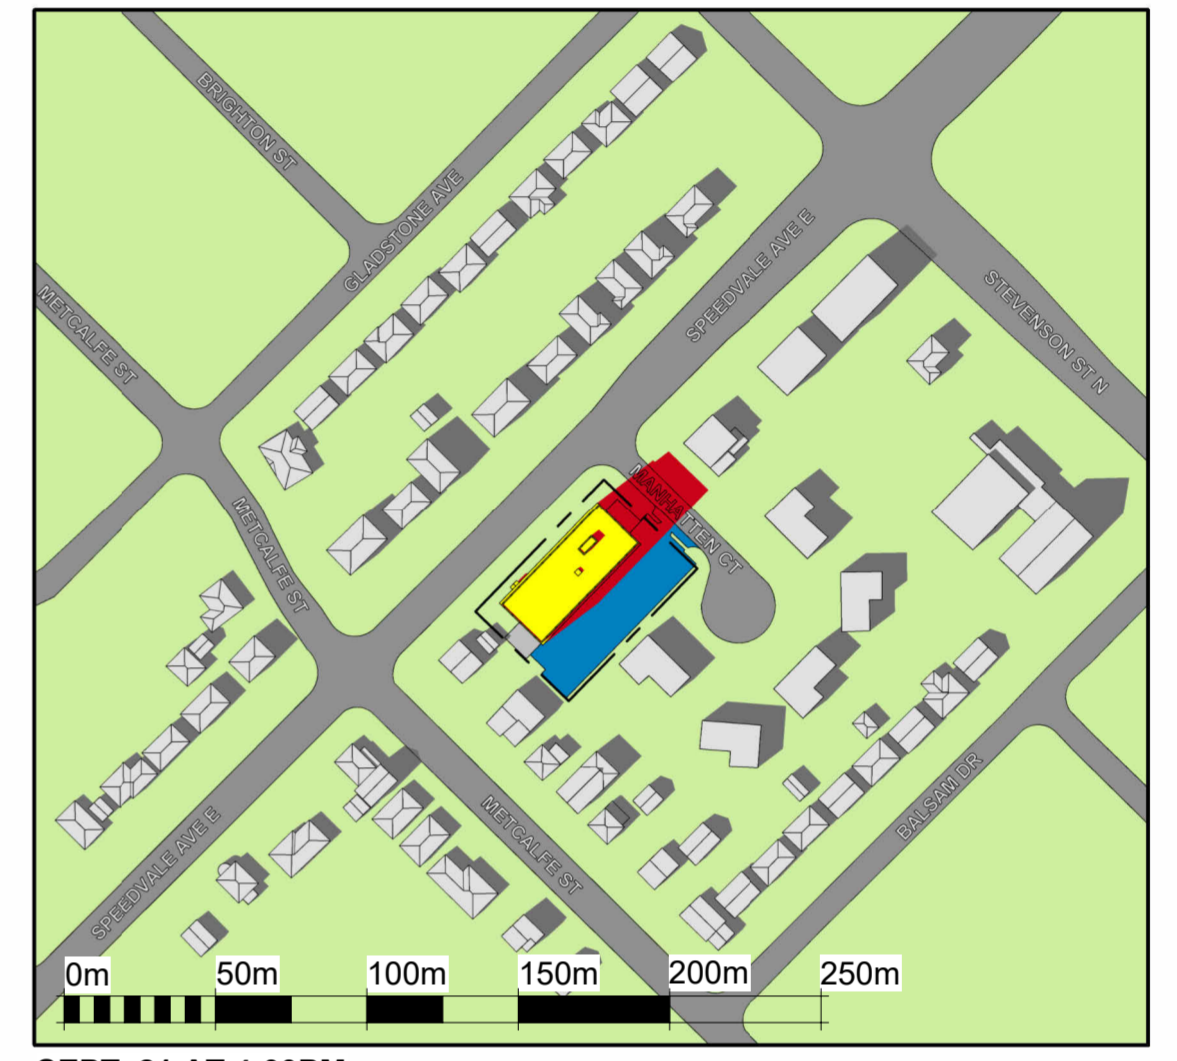 BRIGHTON ST
GLADSTONE AVE
METCALFE ST
SPEEDVALE AVE E
STEVENSON ST N
MANHATTEN CT
METCALFE ST
METCALFE ST
BALSAM DR
SPEEDVALE AVE E
0m 50m 100m 150m 200m 250m